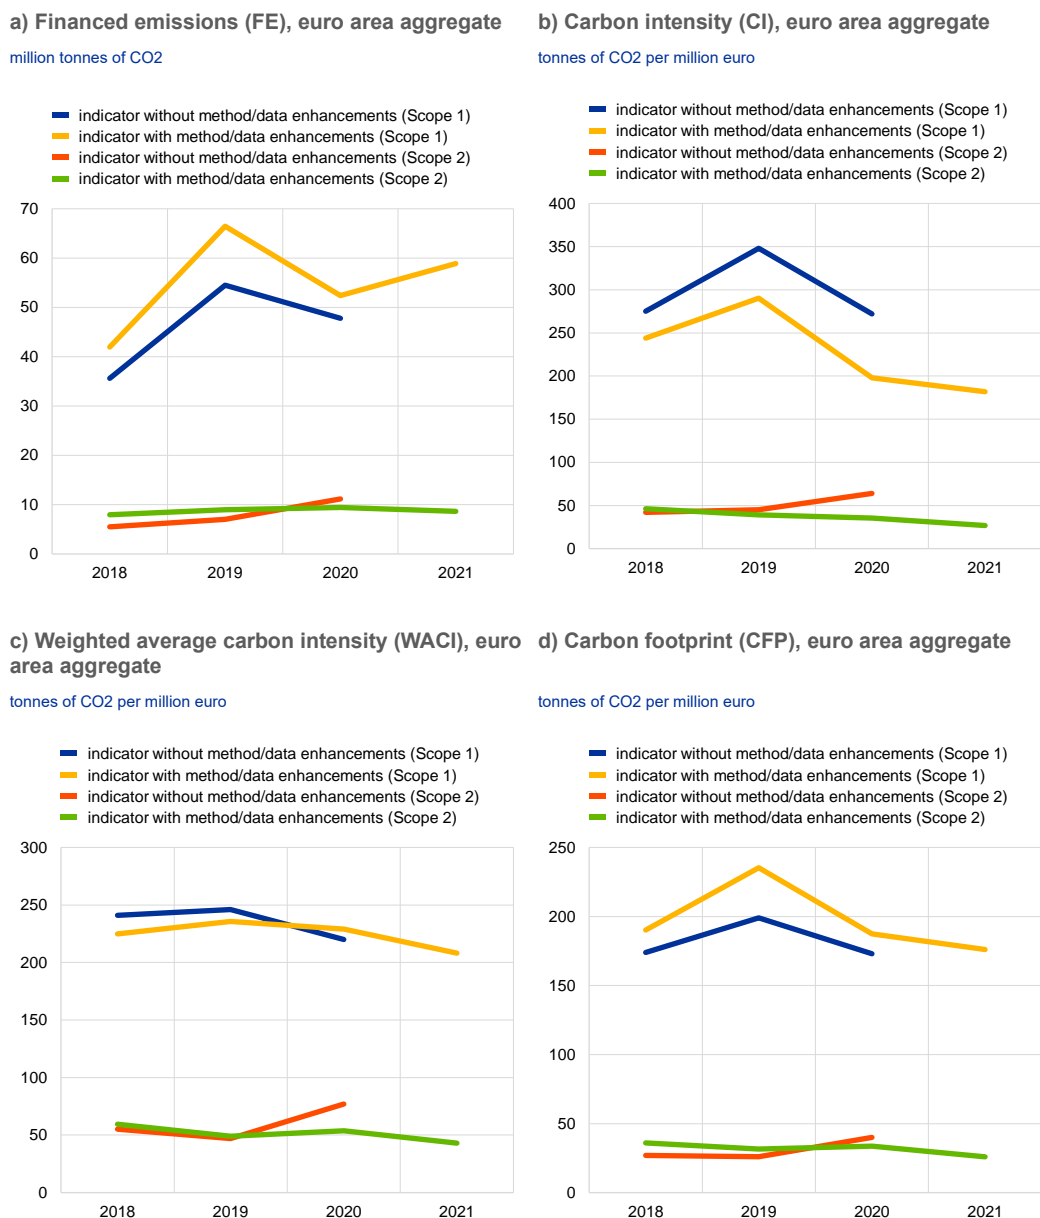 a) Financed emissions (FE), euro area aggregate
million tonnes of CO2
indicator without method/data enhancements (Scope 1)
indicator with method/data enhancements (Scope 1)
indicator without method/data enhancements (Scope 2)
indicator with method/data enhancements (Scope 2)
70
60
50
40
30
20
10
0
2018 2019 2020 2021
b) Carbon intensity (CI), euro area aggregate
tonnes of CO2 per million euro
indicator without method/data enhancements (Scope 1)
indicator with method/data enhancements (Scope 1)
indicator without method/data enhancements (Scope 2)
indicator with method/data enhancements (Scope 2)
400
350
300
250
200
150
100
50
0
2018 2019 2020 2021
c) Weighted average carbon intensity (WACI), euro
area aggregate
tonnes of CO2 per million euro
indicator without method/data enhancements (Scope 1)
indicator with method/data enhancements (Scope 1)
indicator without method/data enhancements (Scope 2)
indicator with method/data enhancements (Scope 2)
300
250
200
150
100
50
0
2018 2019 2020 2021
d) Carbon footprint (CFP), euro area aggregate
tonnes of CO2 per million euro
indicator without method/data enhancements (Scope 1)
indicator with method/data enhancements (Scope 1)
indicator without method/data enhancements (Scope 2)
indicator with method/data enhancements (Scope 2)
250
200
150
100
50
0
2018 2019 2020 2021